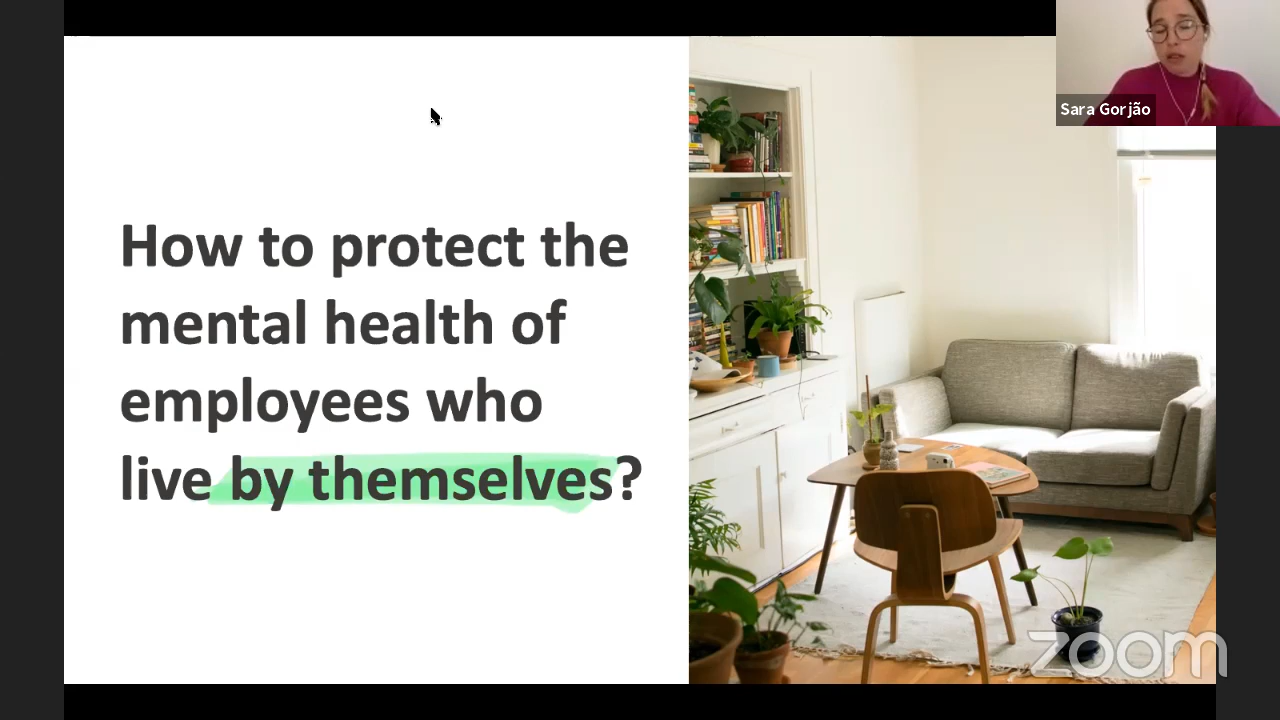 Sara Gorjão
How to protect the
mental health of
employees who
live by themselves?
zoom